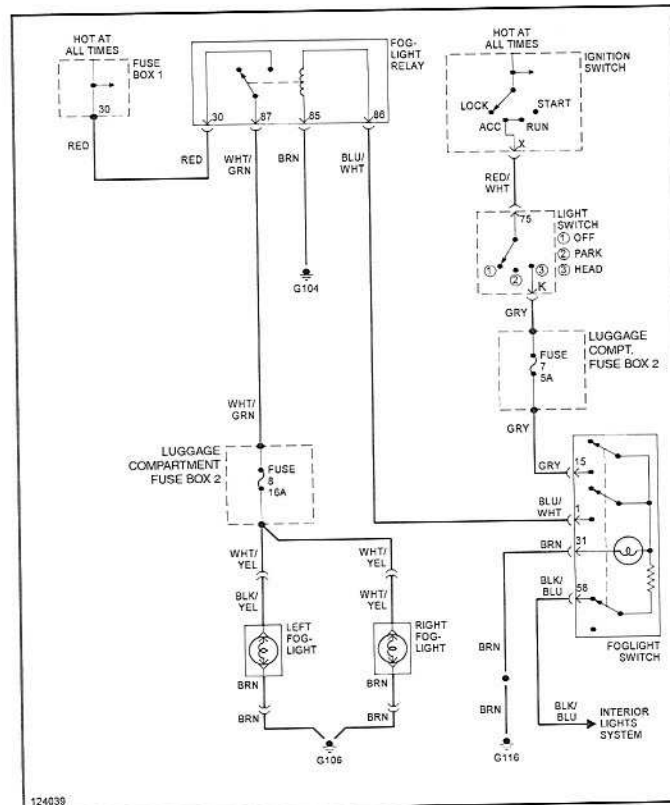 HOT AT
ALL TIMES
FUSE
BOX 1
30
RED
FOG-
LIGHT
RELAY
30
87
85
86
RED
WHT/
GRN
BRN
BLU/
WHT
G104
HOT AT
ALL TIMES
IGNITION
SWITCH
LOCK
START
ACC
RUN
X
RED/
WHT
75
LIGHT
SWITCH
① OFF
② PARK
③ HEAD
①
②
③
K
GRY
LUGGAGE
COMPT.
FUSE BOX 2
FUSE
7
5A
GRY
WHT/
GRN
LUGGAGE
COMPARTMENT
FUSE BOX 2
FUSE
8
16A
GRY
15
BLU/
WHT
1
BRN
31
BLK/
BLU
58
FOGLIGHT
SWITCH
WHT/
YEL
WHT/
YEL
BLK/
YEL
WHT/
YEL
LEFT
FOG-
LIGHT
RIGHT
FOG-
LIGHT
BRN
BRN
BRN
BRN
G106
BRN
BRN
G116
BLK/
BLU
INTERIOR
LIGHTS
SYSTEM
124039